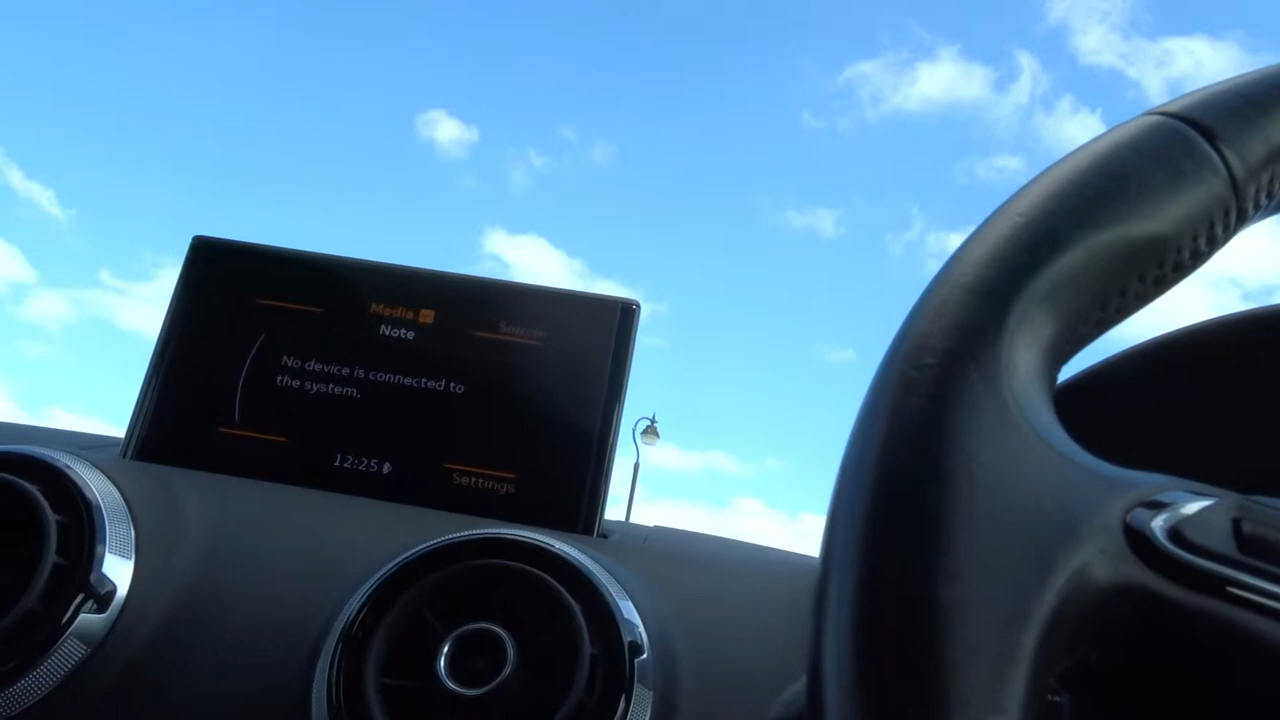 Media
Note
Source
No device is connected to
the system.
12:25
Settings